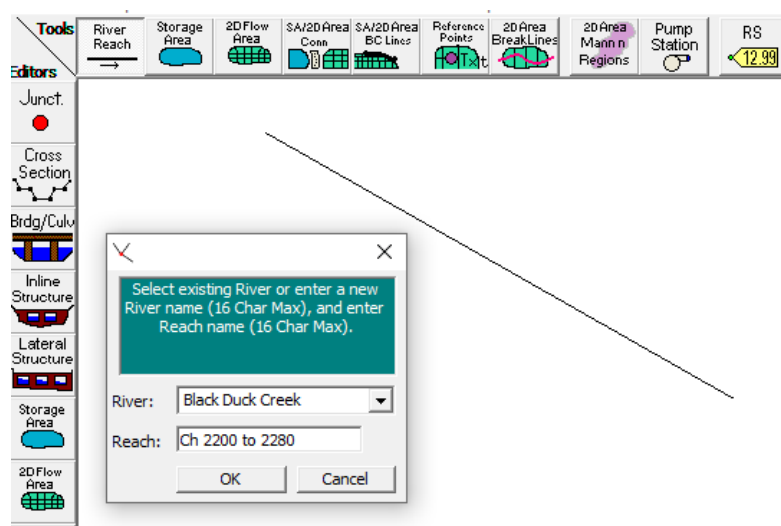 Tools
Editors
River
Reach
Storage
Area
2D Flow
Area
SA/2D Area
Conn
SA/2D Area
BC Lines
Reference
Points
2D Area
BreakLines
2D Area
Mann n
Regions
Pump
Station
RS
12.99
Junct.
Cross
Section
Brdg/Culv
Inline
Structure
Lateral
Structure
Storage
Area
2D Flow
Area
Select existing River or enter a new
River name (16 Char Max), and enter
Reach name (16 Char Max).
River: Black Duck Creek
Reach: Ch 2200 to 2280
OK Cancel